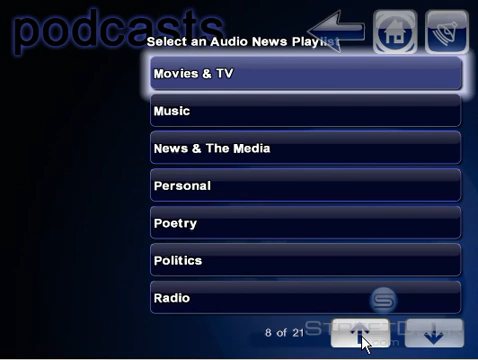 podcasts
Select an Audio News Playlist
Movies & TV
Music
News & The Media
Personal
Poetry
Politics
Radio
8 of 21
.com